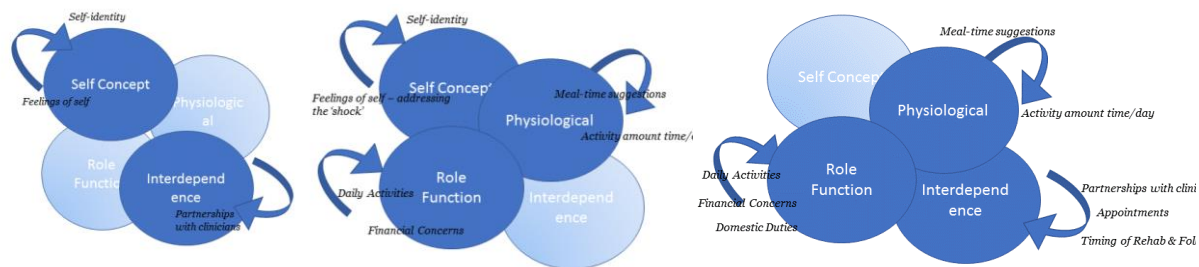 Self-identity
Self Concept
Feelings of self
Physiologic
al
Role
Function
Interdepend
ence
Partnerships
with clinicians
Self-identity
Self Concept
Feelings of self – addressing
the 'shock'
Meal-time suggestions
Physiological
Activity amount time/
Role
Function
Daily Activities
Financial Concerns
Interdepend
ence
Meal-time suggestions
Self Concept
Physiological
Activity amount time/day
Daily Activities
Role
Function
Financial Concerns
Domestic Duties
Interdepend
ence
Partnerships with clini
Appointments
Timing of Rehab & Fol